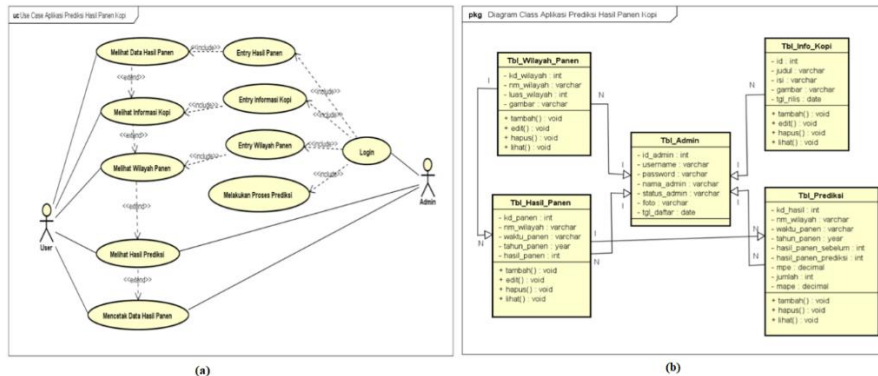 uc Use Case Aplikasi Prediksi Hasil Panen Kopi
Melihat Data Hasil Panen
<<include>>
Entry Hasil Panen
<<extend>>
<<include>>
Melihat Informasi Kopi
<<include>>
Entry Informasi Kopi
<<include>>
<<extend>>
Melihat Wilayah Panen
<<include>>
Entry Wilayah Panen
<<include>>
Login
<<include>>
Melakukan Proses Prediksi
<<extend>>
Admin
User
Melihat Hasil Prediksi
<<extend>>
Mencetak Data Hasil Panen
(a)
pkg Diagram Class Aplikasi Prediksi Hasil Panen Kopi
Tbl_Wilayah_Panen
- kd_wilayah : int
- nm_wilayah : varchar
- luas_wilayah : int
- gambar : varchar
+ tambah() : void
+ edit() : void
+ hapus() : void
+ lihat() : void
Tbl_Info_Kopi
- id : int
- judul : varchar
- isi : varchar
- gambar : varchar
- tgl_nlis : data
+ tambah() : void
+ edit() : void
+ hapus() : void
+ lihat() : void
Tbl_Admin
- id_admin : int
- username : varchar
- password : varchar
- nama_admin : varchar
- status_admin : varchar
- foto : varchar
- tgl_daftar : date
Tbl_Hasil_Panen
- kd_panen : int
- nm_wilayah : varchar
- waktu_panen : varchar
- tahun_panen : year
- hasil_panen : int
+ tambah() : void
+ edit() : void
+ hapus() : void
+ lihat() : void
Tbl_Prediksi
- kd_hasil : int
- nm_wilayah : varchar
- waktu_panen : varchar
- tahun_panen : year
- hasil_panen_sebelum : int
- hasil_panen_prediksi : int
- mpe : decimal
- jumlah : int
- mape : decimal
+ tambah() : void
+ hapus() : void
+ lihat() : void
I
N
N
I
I
I
I
N
I
N
N
N
(b)